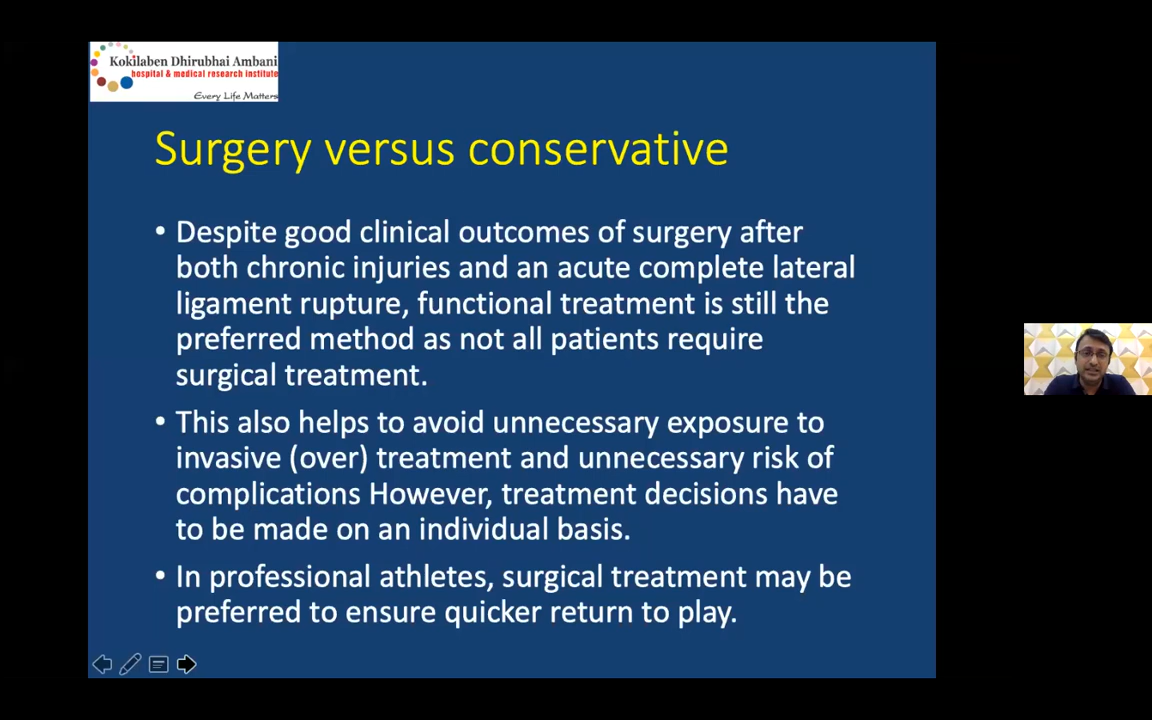 Kokilaben Dhirubhai Ambani
hospital & medical research institute
Every Life Matters
Surgery versus conservative
• Despite good clinical outcomes of surgery after
both chronic injuries and an acute complete lateral
ligament rupture, functional treatment is still the
preferred method as not all patients require
surgical treatment.
• This also helps to avoid unnecessary exposure to
invasive (over) treatment and unnecessary risk of
complications However, treatment decisions have
to be made on an individual basis.
• In professional athletes, surgical treatment may be
preferred to ensure quicker return to play.